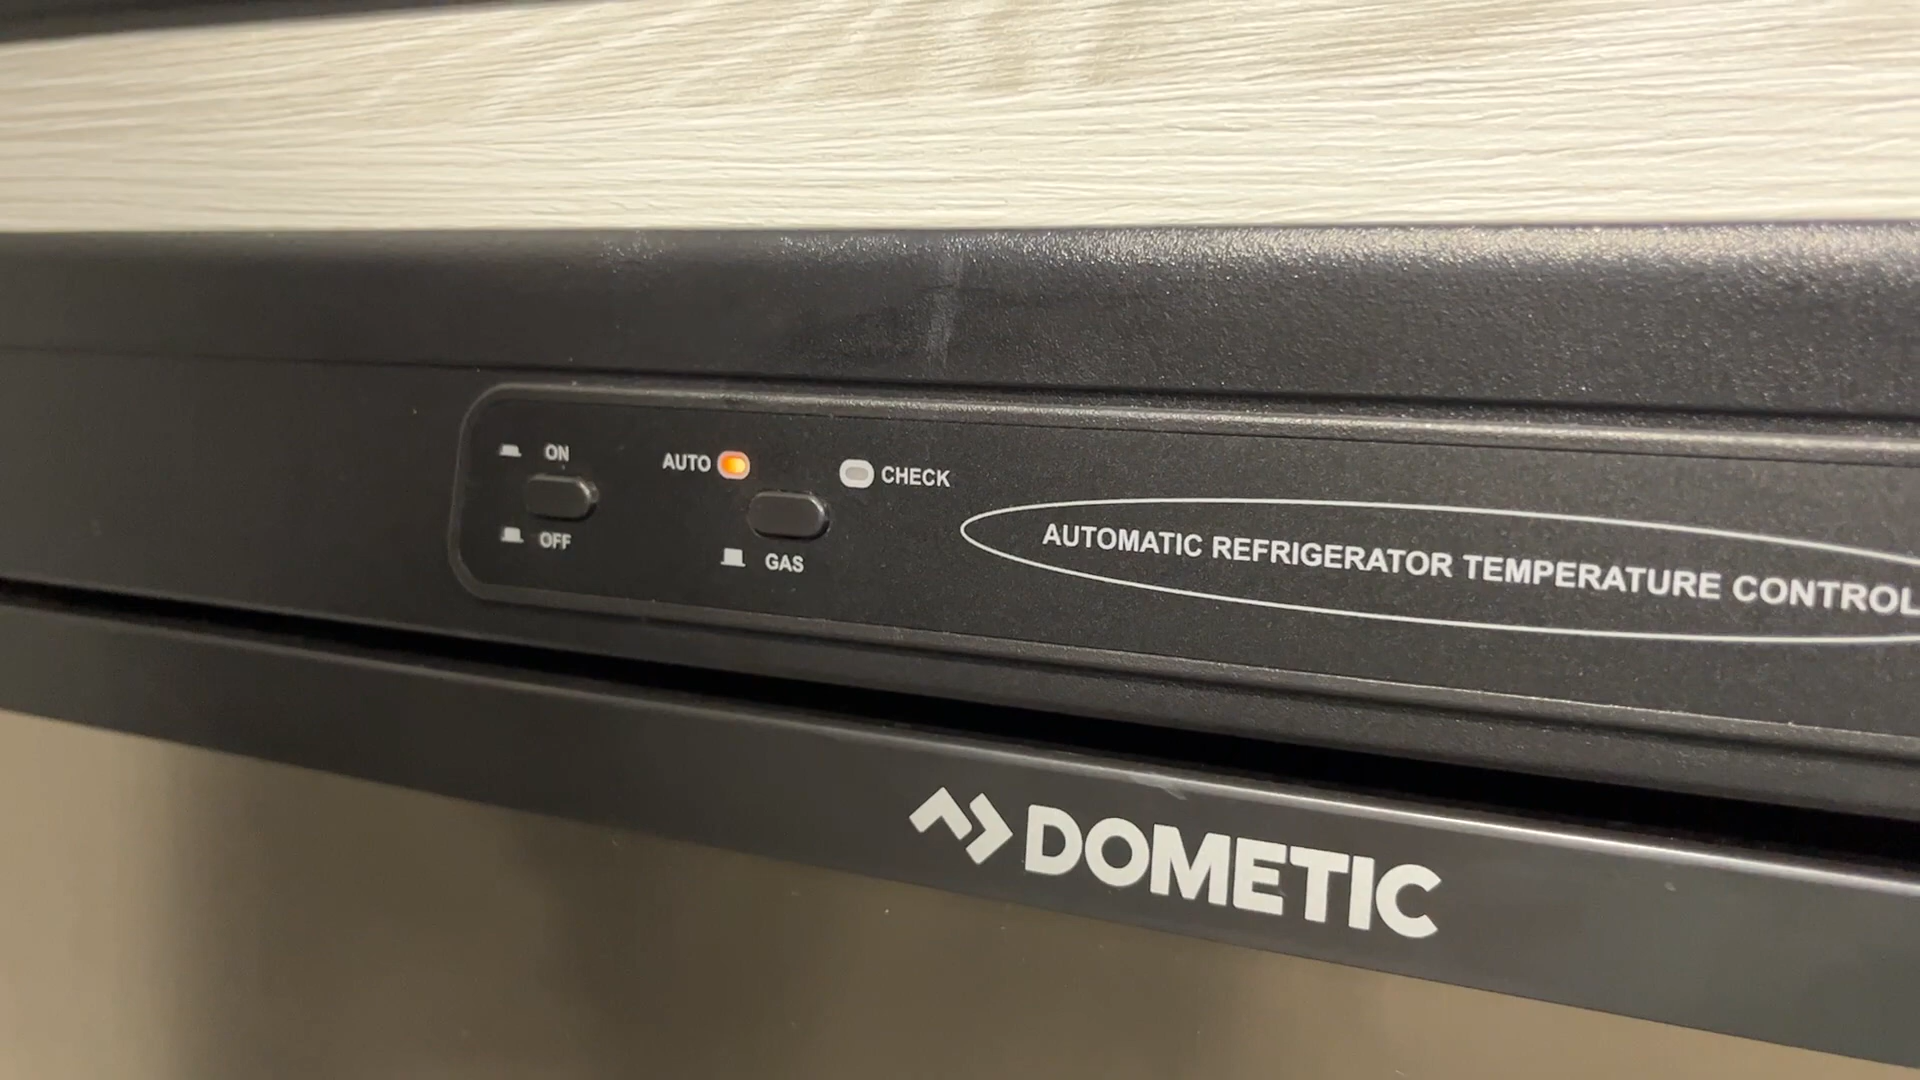 ON
OFF
AUTO
CHECK
GAS
AUTOMATIC REFRIGERATOR TEMPERATURE CONTROL
DOMETIC